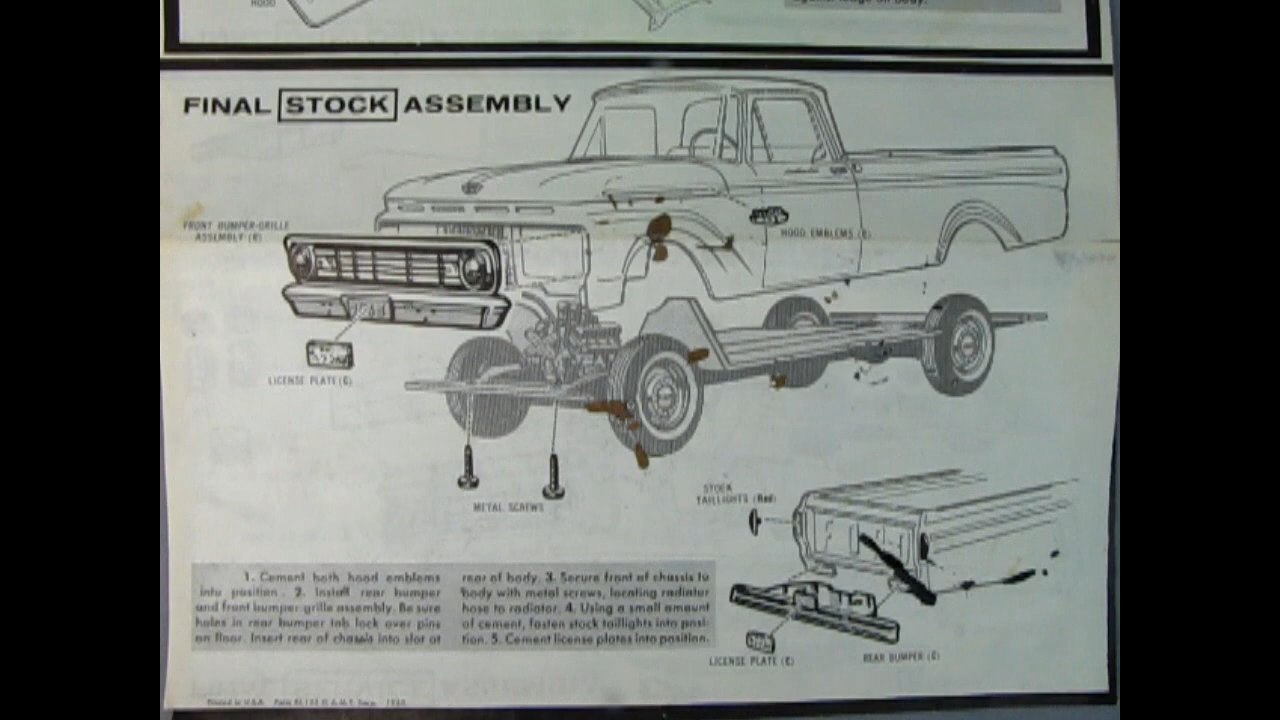 HOOD
FINAL STOCK ASSEMBLY
FRONT BUMPER-GRILLE
ASSEMBLY (C)
HOOD EMBLEMS (C)
LICENSE PLATE (C)
METAL SCREWS
STOCK
TAILLIGHTS (Red)
1. Cement both hood emblems
into position. 2. Install rear bumper
and front bumper-grille assembly. Be sure
holes in rear bumper tab lock over pins
on floor. Insert rear of chassis into slot at
rear of body. 3. Secure front of chassis to
body with metal screws, locating radiator
hose to radiator. 4. Using a small amount
of cement, fasten stock taillights into posi-
tion. 5. Cement license plates into position.
LICENSE PLATE (C)
REAR BUMPER (C)
Printed in U.S.A.